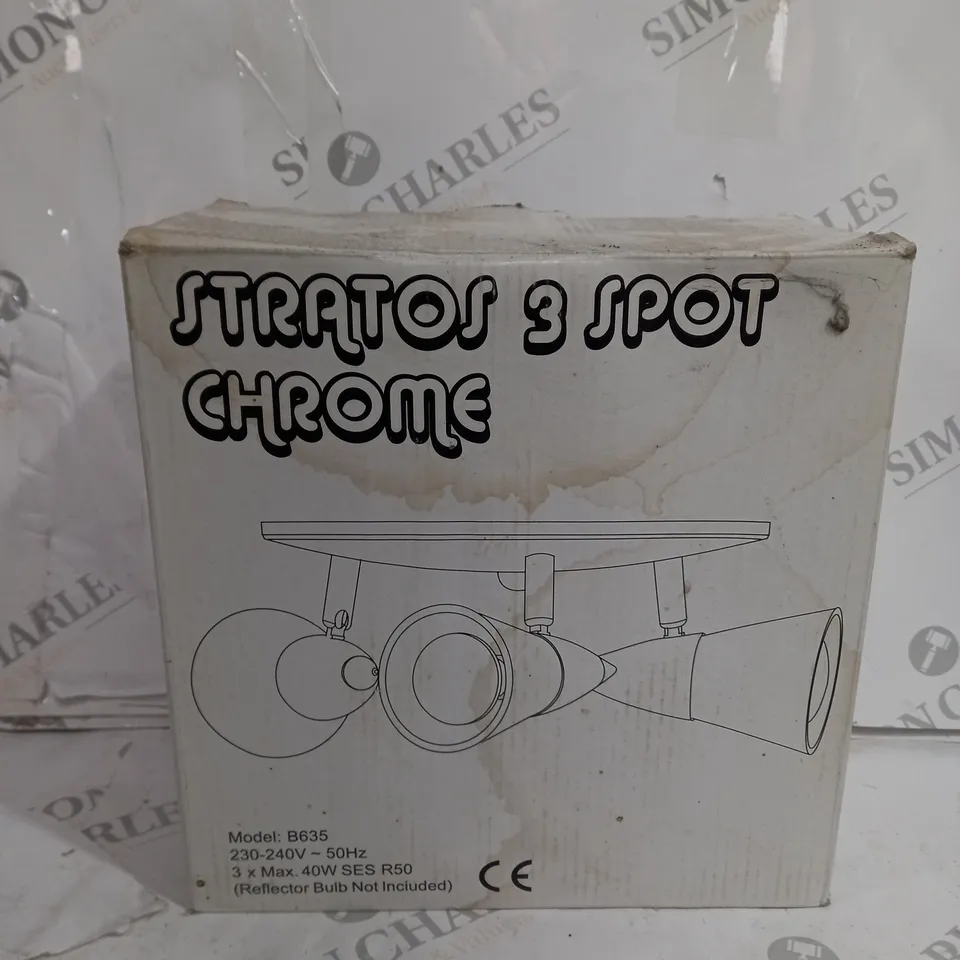 STRATOS 3 SPOT
CHROME
Model: B635
230-240V ~ 50Hz
3 x Max. 40W SES R50
(Reflector Bulb Not Included)
CE